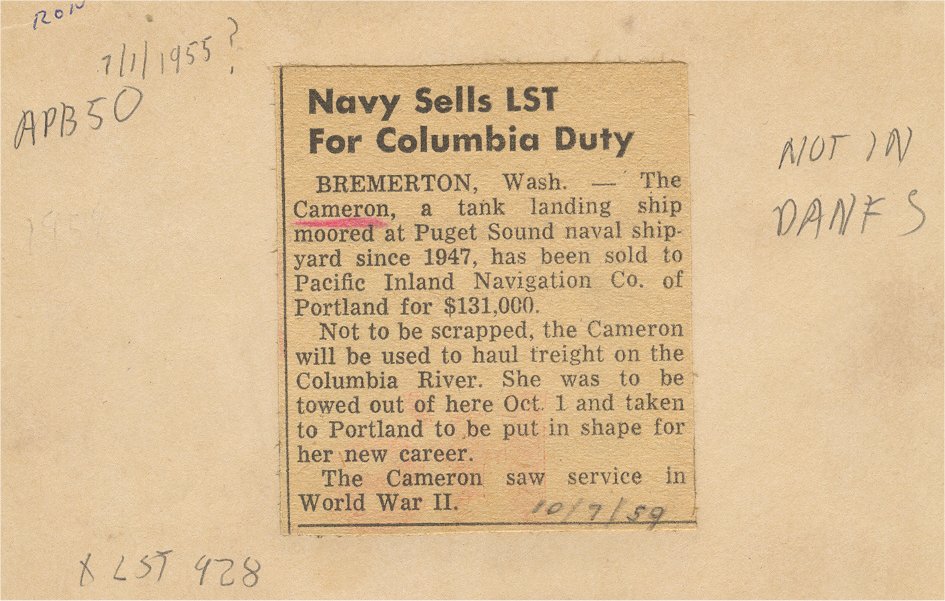 RON
7/1/1955?
APB 50
Navy Sells LST
For Columbia Duty
BREMERTON, Wash. — The
Cameron, a tank landing ship
moored at Puget Sound naval ship-
yard since 1947, has been sold to
Pacific Inland Navigation Co. of
Portland for $131,000.
Not to be scrapped, the Cameron
will be used to haul freight on the
Columbia River. She was to be
towed out of here Oct. 1 and taken
to Portland to be put in shape for
her new career.
The Cameron saw service in
World War II.
10/7/59
NOT IN
DANFS
X LST 928